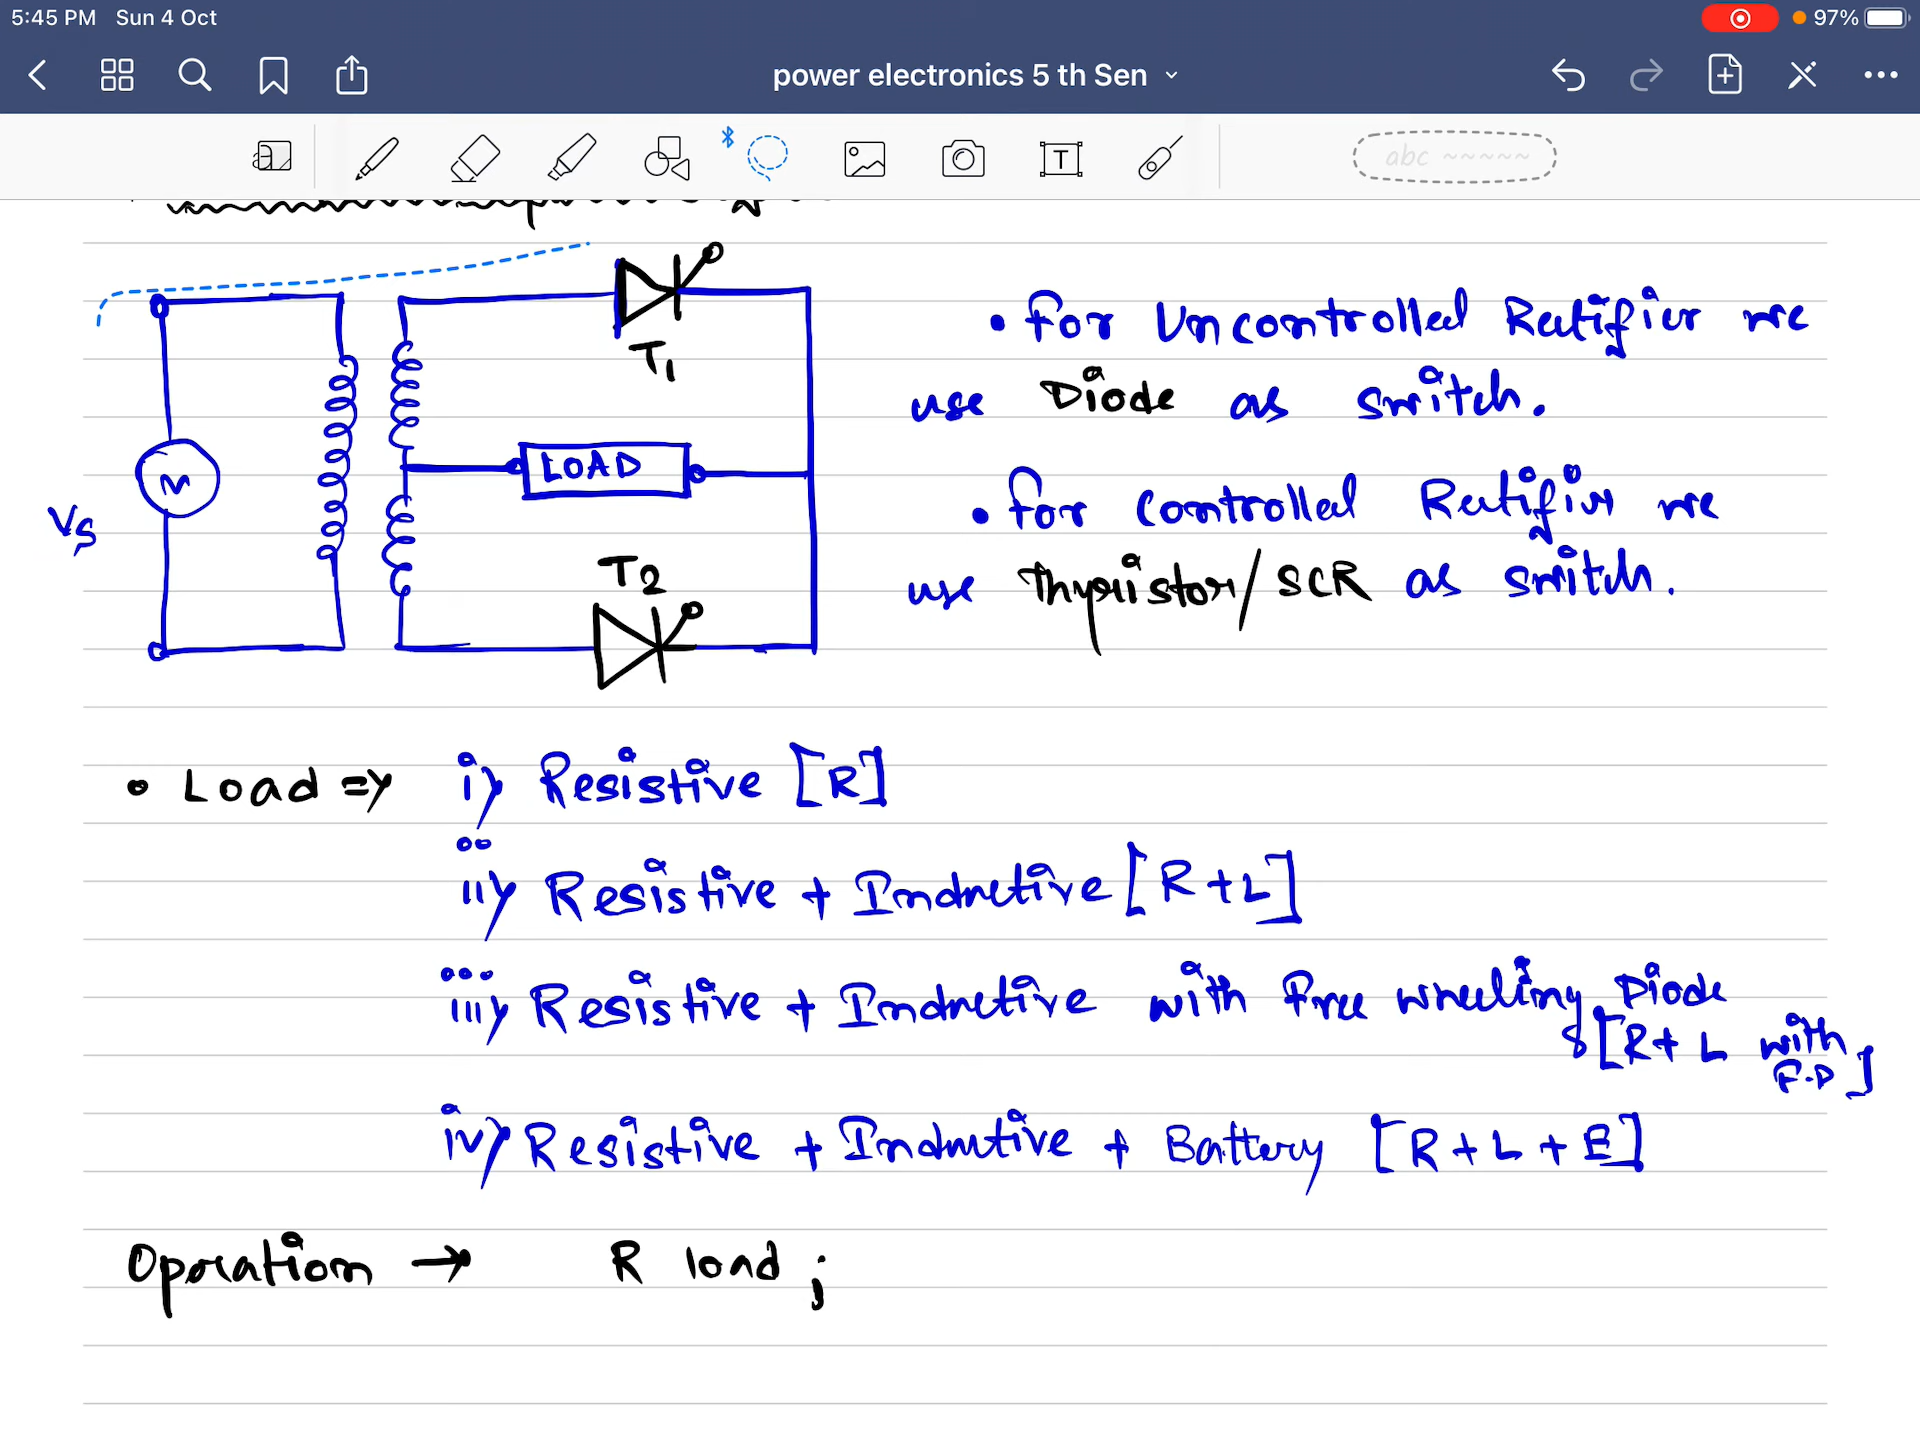 5:45 PM Sun 4 Oct
97%
power electronics 5 th Sen
T
abc
T1
• For Uncontrolled Rectifier we
use Diode as switch.
LOAD
Vs
• For Controlled Rectifier we
use Thyristor/SCR as switch.
T2
• Load => i) Resistive [R]
ii) Resistive + Inductive [R+L]
iii) Resistive + Inductive with Free wheeling Diode
[R+L with F.D]
iv) Resistive + Inductive + Battery [R+L+E]
Operation → R load ;